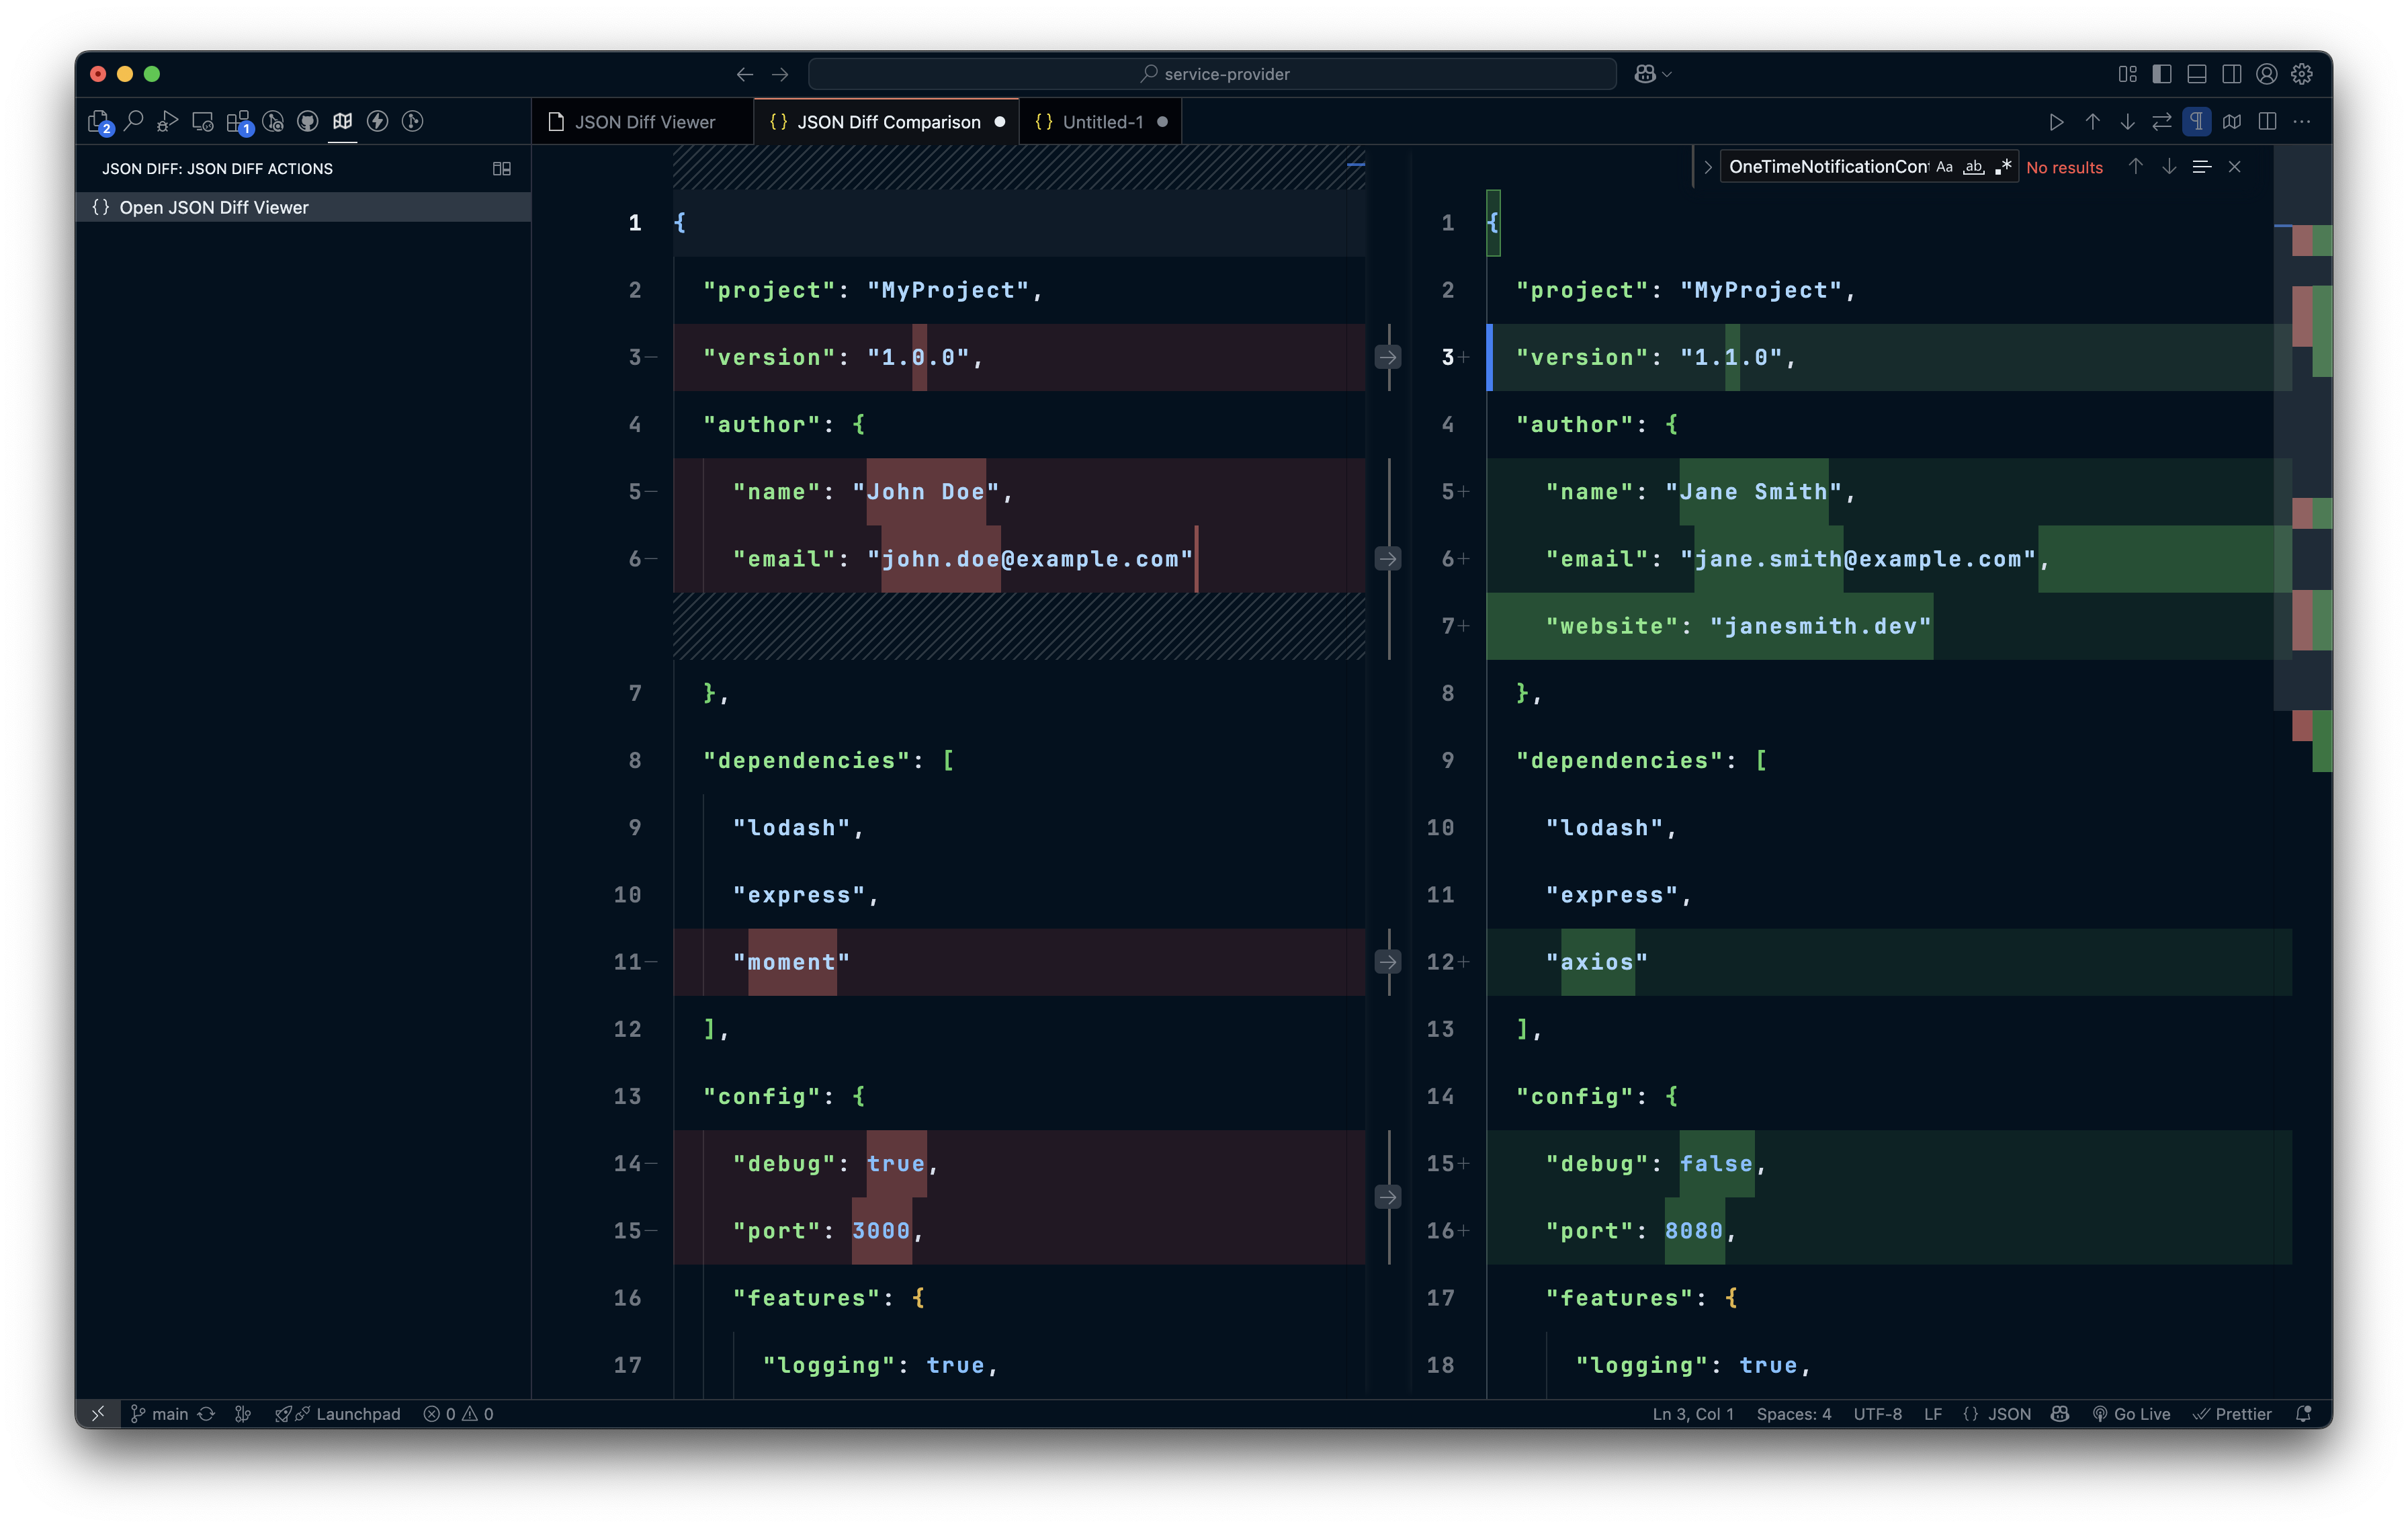 service-provider
2
1
JSON Diff Viewer
{} JSON Diff Comparison
{} Untitled-1
JSON DIFF: JSON DIFF ACTIONS
{} Open JSON Diff Viewer
OneTimeNotificationCon Aa ab .* No results
1 {
2 "project": "MyProject",
3 "version": "1.0.0",
4 "author": {
5 "name": "John Doe",
6 "email": "john.doe@example.com"
7 },
8 "dependencies": [
9 "lodash",
10 "express",
11 "moment"
12 ],
13 "config": {
14 "debug": true,
15 "port": 3000,
16 "features": {
17 "logging": true,
1 {
2 "project": "MyProject",
3+ "version": "1.1.0",
4 "author": {
5+ "name": "Jane Smith",
6+ "email": "jane.smith@example.com",
7+ "website": "janesmith.dev"
8 },
9 "dependencies": [
10 "lodash",
11 "express",
12+ "axios"
13 ],
14 "config": {
15+ "debug": false,
16+ "port": 8080,
17 "features": {
18 "logging": true,
main Launchpad 0 0 Ln 3, Col 1 Spaces: 4 UTF-8 LF {} JSON Go Live Prettier